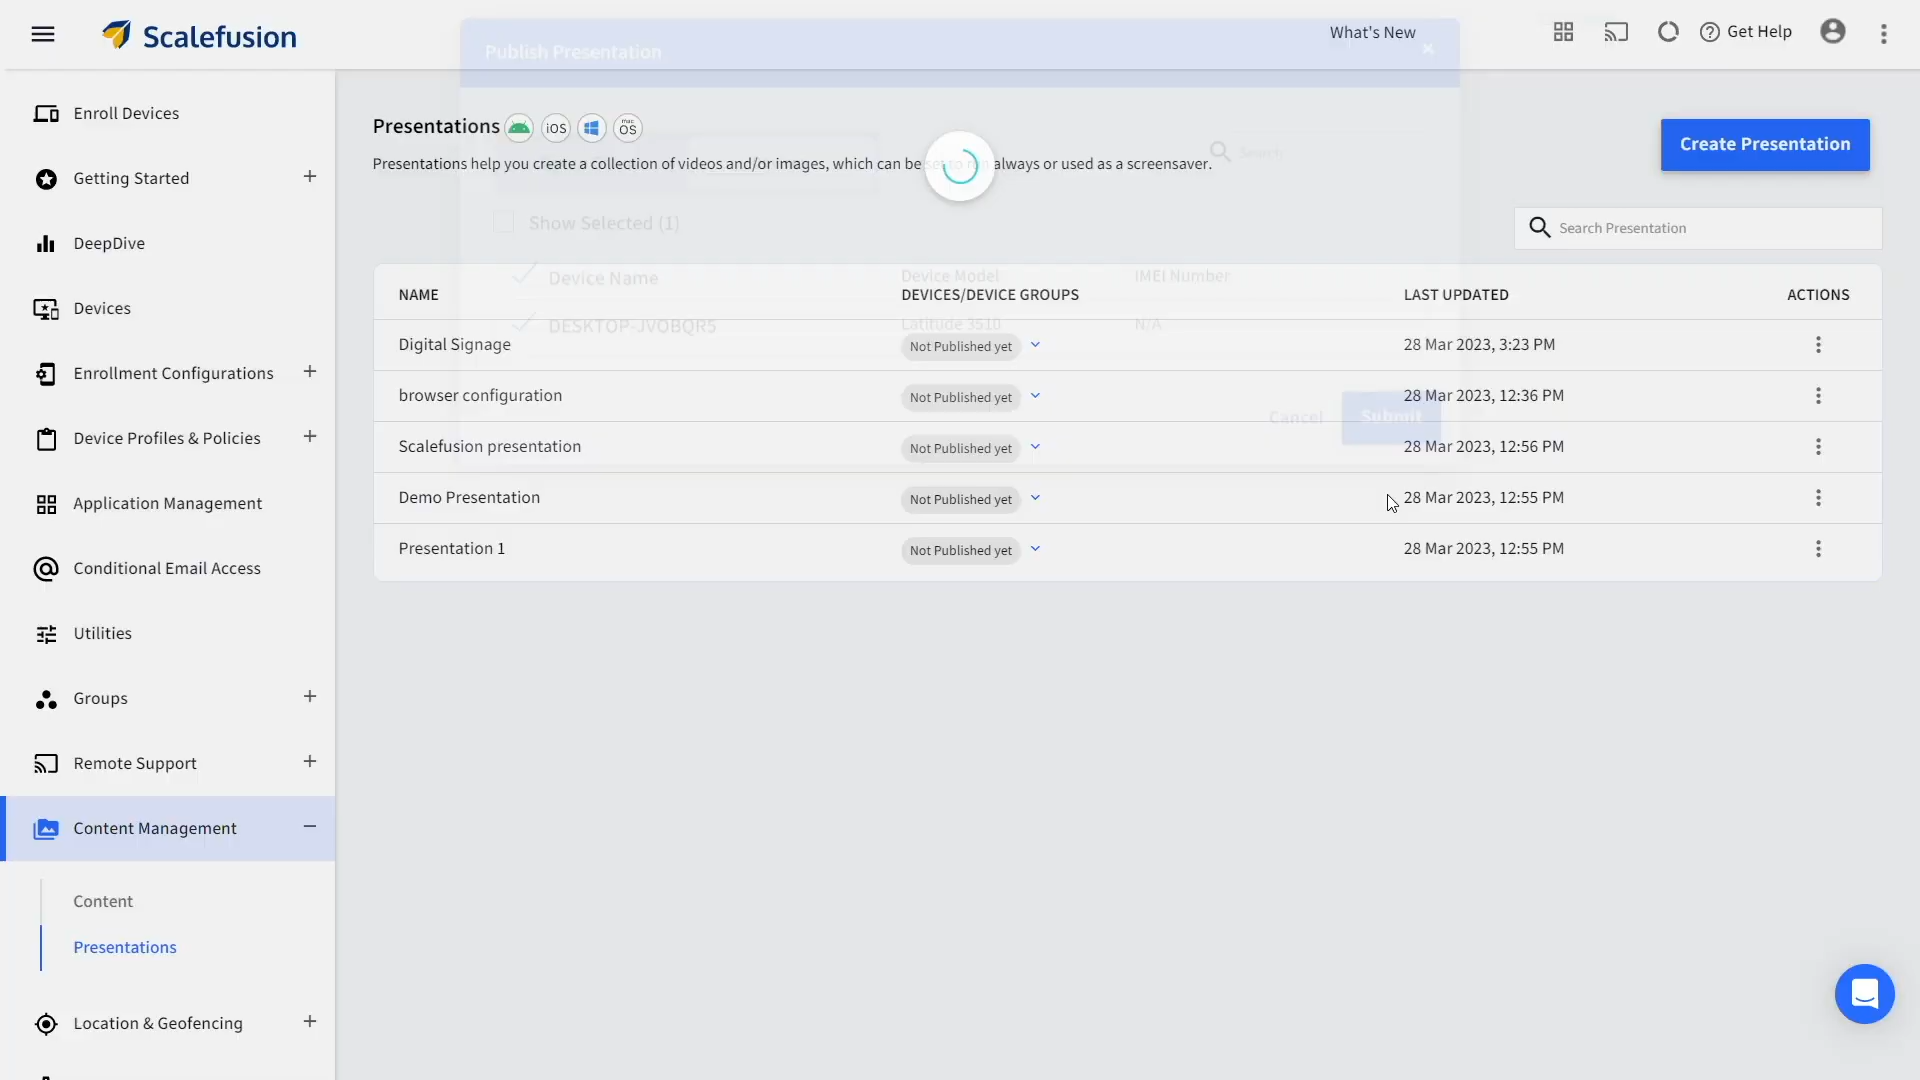 Scalefusion
Publish Presentation
What's New
Get Help
Enroll Devices
Getting Started
DeepDive
Devices
Enrollment Configurations
Device Profiles & Policies
Application Management
Conditional Email Access
Utilities
Groups
Remote Support
Content Management
Content
Presentations
Location & Geofencing
Presentations
iOS
mac OS
Presentations help you create a collection of videos and/or images, which can be set to run always or used as a screensaver.
Create Presentation
Search
Show Selected (1)
Search Presentation
Device Name Device Model IMEI Number
DESKTOP-JVOBQR5 Latitude 3510 N/A
Cancel Submit
NAME DEVICES/DEVICE GROUPS LAST UPDATED ACTIONS
Digital Signage Not Published yet 28 Mar 2023, 3:23 PM
browser configuration Not Published yet 28 Mar 2023, 12:36 PM
Scalefusion presentation Not Published yet 28 Mar 2023, 12:56 PM
Demo Presentation Not Published yet 28 Mar 2023, 12:55 PM
Presentation 1 Not Published yet 28 Mar 2023, 12:55 PM